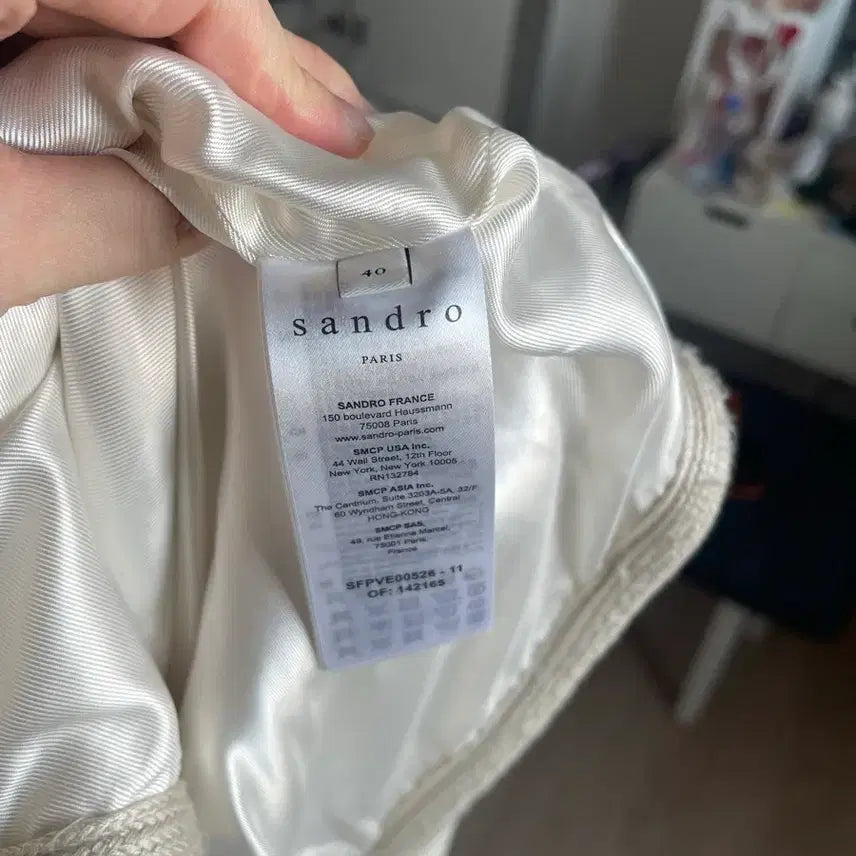 40
sandro
PARIS
SANDRO FRANCE
150 boulevard Haussmann
75008 Paris
www.sandro-paris.com
SMCP USA Inc.
44 Wall Street, 12th Floor
New York, New York 10005
RN132784
SMCP ASIA Inc.
The Centrium, Suite 3203A-5A, 32/F
60 Wyndham Street, Central
HONG-KONG
SMCP SAS,
49, rue Etienne Marcel,
75001 Paris,
France
SFPVE00526 - 11
OF: 142165